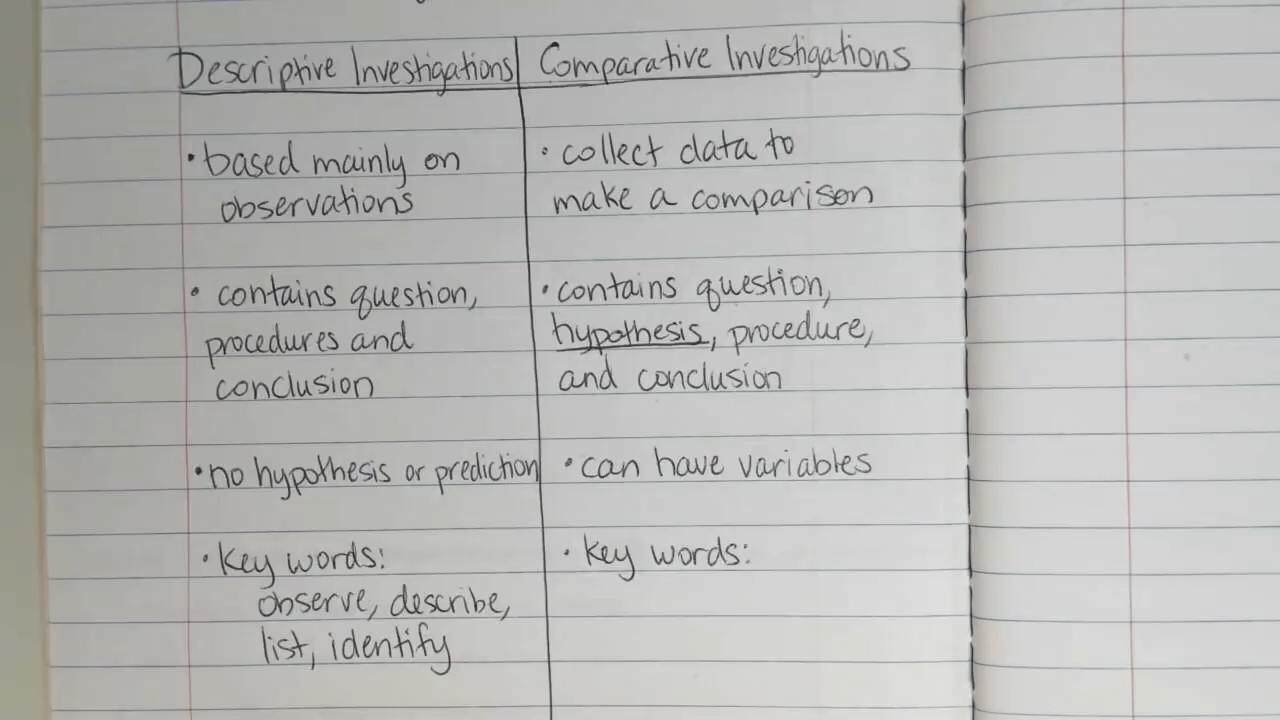 Descriptive Investigations
· based mainly on
observations
· contains question,
procedures and
conclusion
· no hypothesis or prediction
· Key words:
observe, describe,
list, identify
Comparative Investigations
· collect data to
make a comparison
· contains question,
hypothesis, procedure,
and conclusion
· can have variables
· Key words: